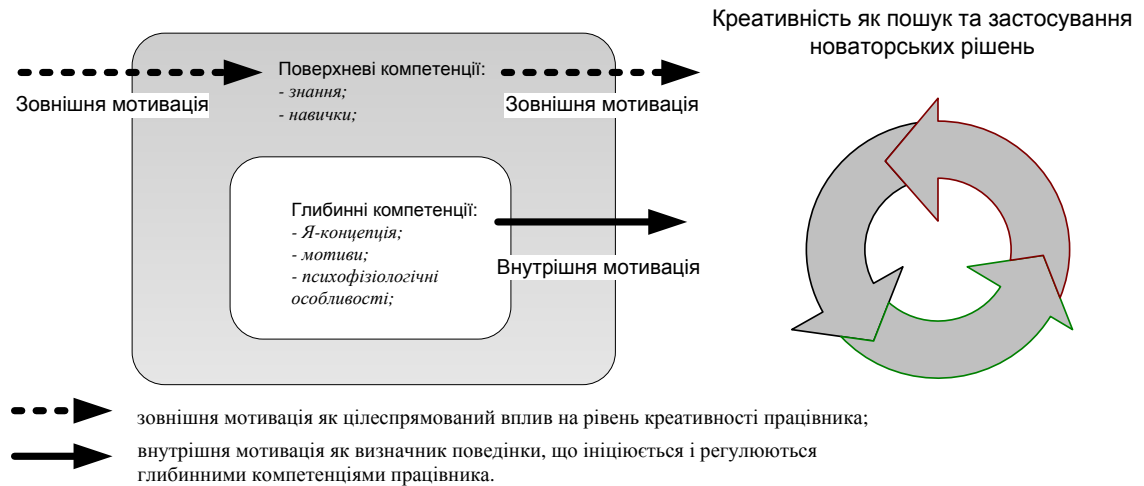 Креативність як пошук та застосування
новаторських рішень
Зовнішня мотивація
Поверхневі компетенції:
- знання;
- навички;
Зовнішня мотивація
Глибинні компетенції:
- Я-концепція;
- мотиви;
- психофізіологічні
особливості;
Внутрішня мотивація
зовнішня мотивація як цілеспрямований вплив на рівень креативності працівника;
внутрішня мотивація як визначник поведінки, що ініціюється і регулюються
глибинними компетенціями працівника.